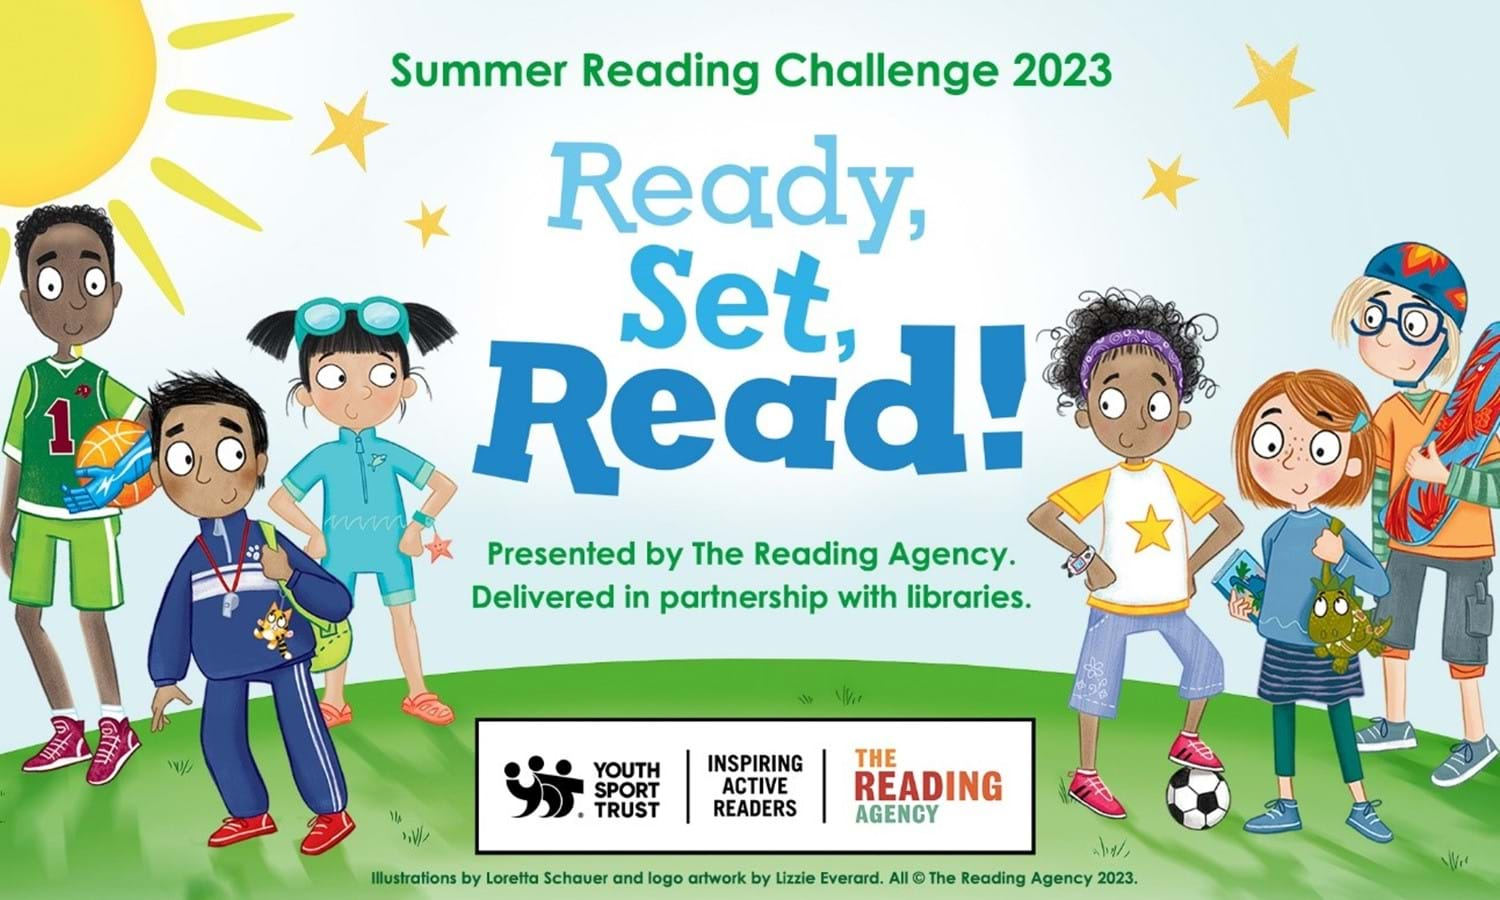 Summer Reading Challenge 2023
Ready,
Set,
Read!
1
Presented by The Reading Agency.
Delivered in partnership with libraries.
YOUTH
SPORT
TRUST®
INSPIRING
ACTIVE
READERS
THE
READING
AGENCY
Illustrations by Loretta Schauer and logo artwork by Lizzie Everard. All © The Reading Agency 2023.